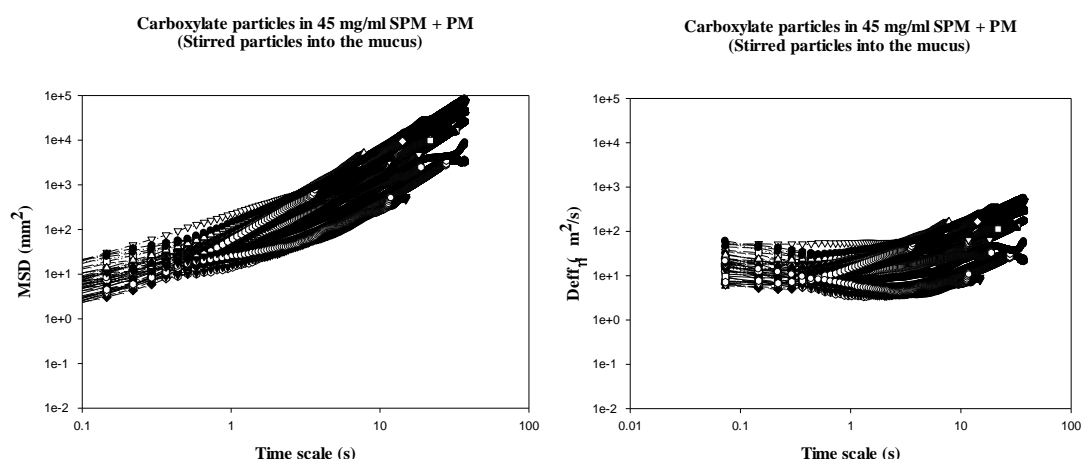 Carboxylate particles in 45 mg/ml SPM + PM
(Stirred particles into the mucus)
MSD (mm²)
1e+5
1e+4
1e+3
1e+2
1e+1
1e+0
1e-1
1e-2
0.1 1 10 100
Time scale (s)
Carboxylate particles in 45 mg/ml SPM + PM
(Stirred particles into the mucus)
Deff ( m²/s)
1e+5
1e+4
1e+3
1e+2
1e+1
1e+0
1e-1
1e-2
0.01 0.1 1 10 100
Time scale (s)